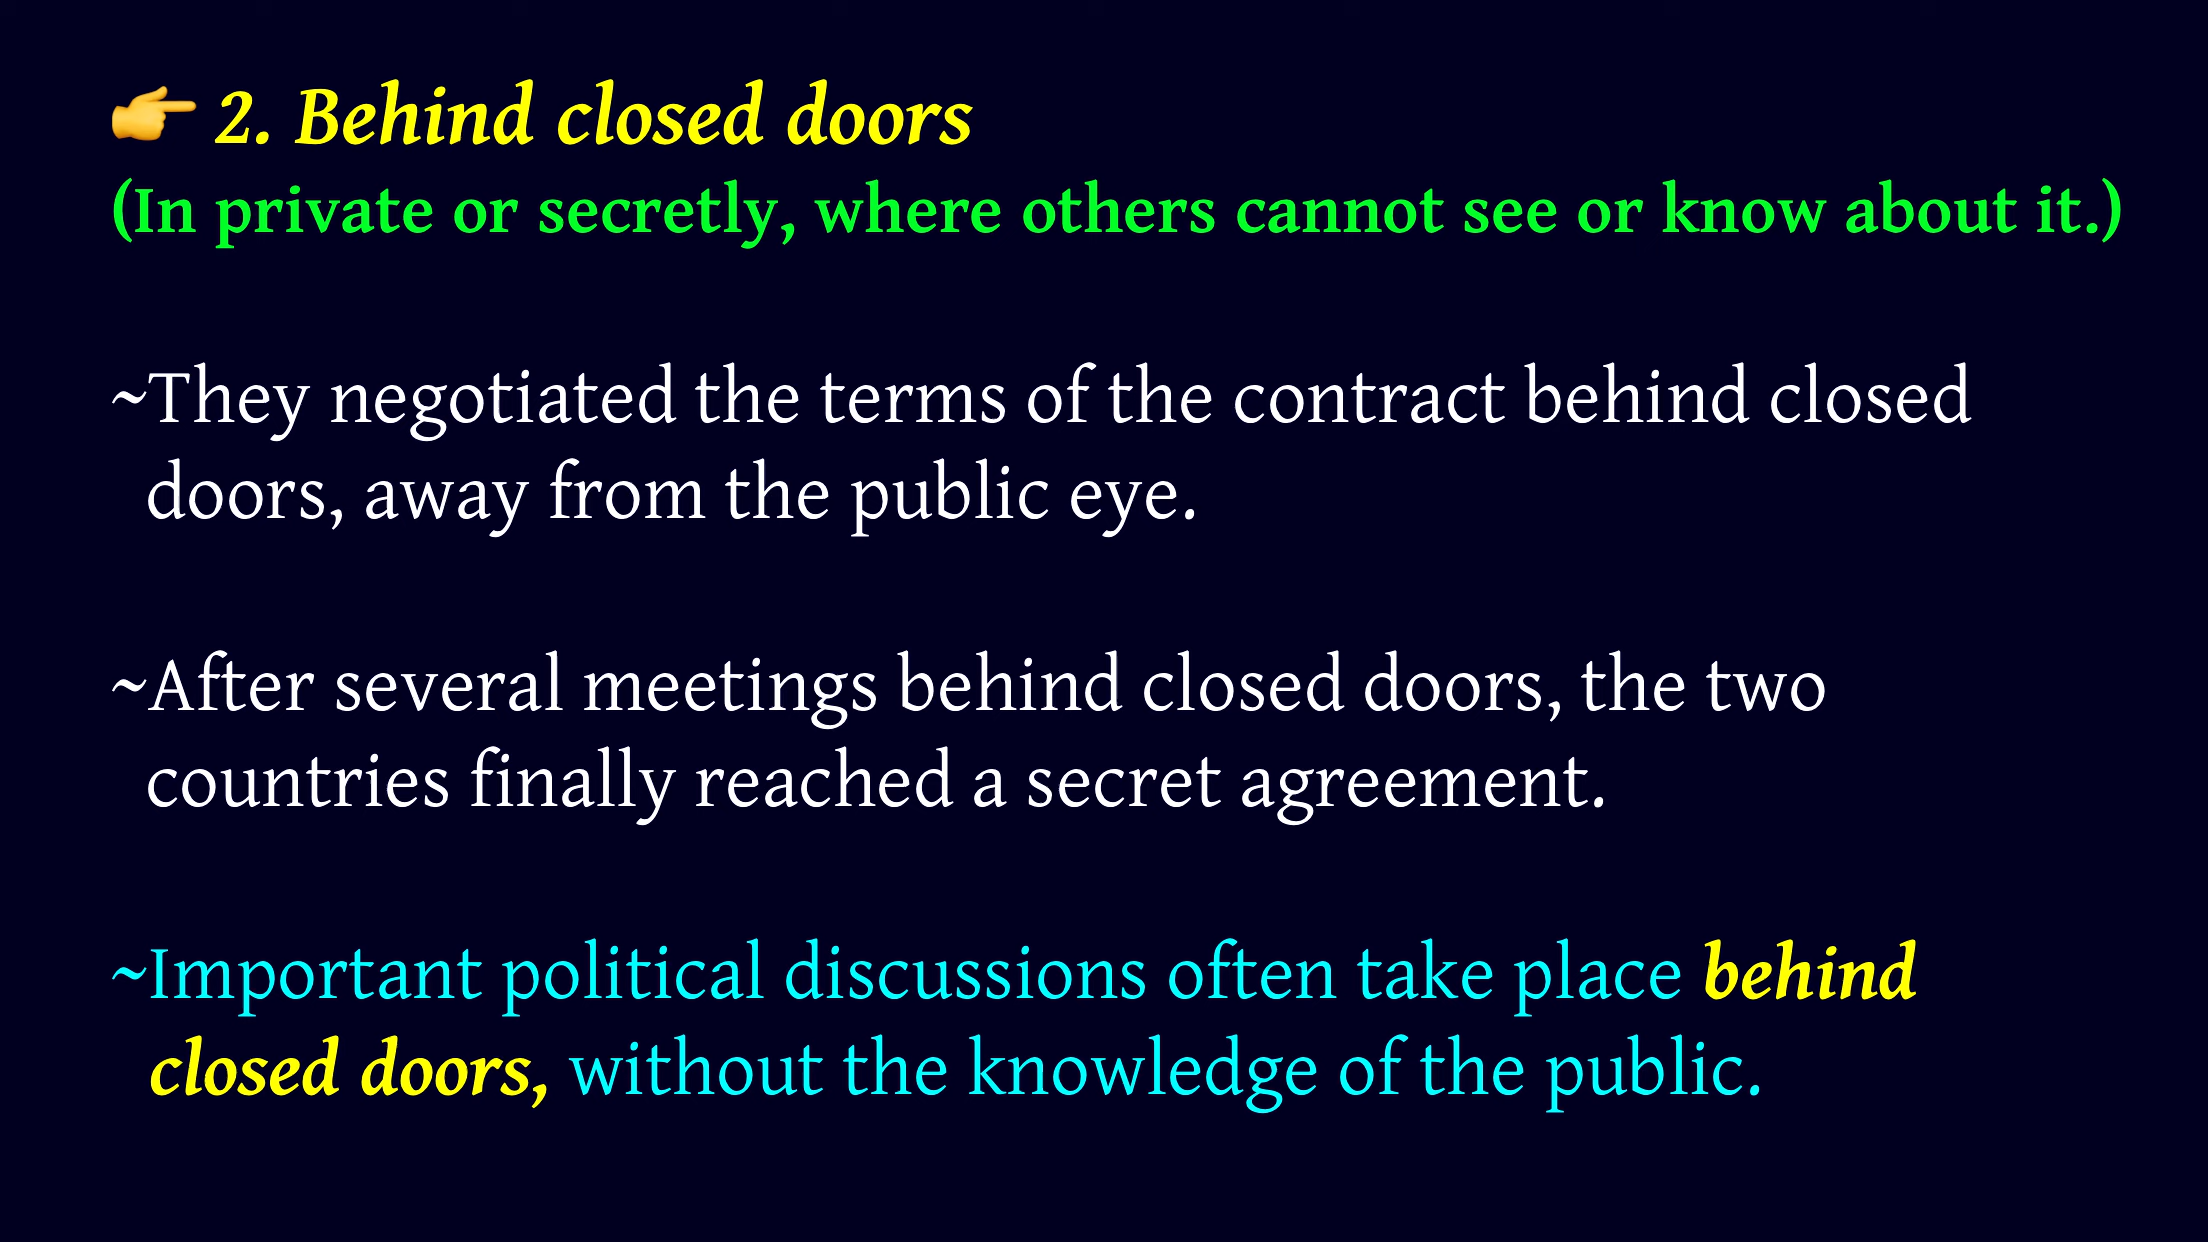 👉 2. Behind closed doors
(In private or secretly, where others cannot see or know about it.)
~They negotiated the terms of the contract behind closed
doors, away from the public eye.
~After several meetings behind closed doors, the two
countries finally reached a secret agreement.
~Important political discussions often take place behind
closed doors, without the knowledge of the public.